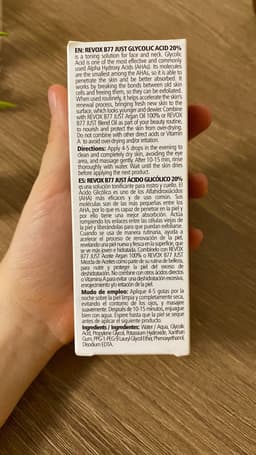 EN: REVOX B77 JUST GLYCOLIC ACID 20%
is a toning solution for face and neck. Glycolic
Acid is one of the most effective and commonly
used Alpha Hydroxy Acids (AHAs). Its molecules
are the smallest among the AHAs, so it is able to
penetrate the skin and be better absorbed. It
works by breaking the bonds between old skin
cells and freeing them, so they can be exfoliated.
When used routinely, it helps accelerate the skin's
renewal process, bringing fresh new skin to the
surface, which looks younger and dewier. Combine
with REVOX B77 JUST Argan Oil 100% or REVOX
B77 JUST Blend Oil as part of your beauty routine,
to nourish and protect the skin from over-drying.
Do not combine with other direct acids or Vitamin
A to avoid over drying and/or irritation.
Directions: Apply 4-5 drops in the evening to
clean and completely dry skin, avoiding the eye
area, and massage gently. After 10-15 min, rinse
thoroughly with water. Wait until the skin dries
before applying the next product.
ES: REVOX B77 JUST ÁCIDO GLICÓLICO 20%
es una solución tonificante para rostro y cuello. El
Ácido Glicólico es uno de los Alfahidroxiácidos
(AHA) más eficaces y de uso común. Sus
moléculas son de las más pequeñas entre los
AHA, por lo que es capaz de penetrar en la piel y
por ello tiene una mejor absorción. Actúa
rompiendo los enlaces entre las células viejas de
la piel y liberándolas para que puedan exfoliarse.
Cuando se usa de manera rutinaria, ayuda a
acelerar el proceso de renovación de la piel,
revelando una piel nueva y fresca en la superficie, que
se ve más joven e hidratada. Combínalo con REVOX
B77 JUST Aceite Argan 100% o REVOX B77 JUST
Mezcla de Aceites como parte de su rutina de belleza,
para nutrir y proteger la piel del exceso de
deshidratación. No combine con otros ácidos directos
o Vitamina A para evitar una deshidratación excesiva,
enrojecimiento y/o irritación de la piel.
Modo de empleo: Aplique 4-5 gotas por la
noche sobre la piel limpia y completamente seca,
evitando el contorno de los ojos, y masajee
suavemente. Después de 10-15 minutos, enjuague
bien con agua. Espere hasta que la piel se seque
antes de aplicar el siguiente producto.
Ingredients / Ingredientes: Water / Aqua, Glycolic
Acid, Propylene Glycol, Potassium Hydroxide, Xanthan
Gum, PPG-1-PEG-9 Lauryl Glycol Ether, Phenoxyethanol,
Disodium EDTA.